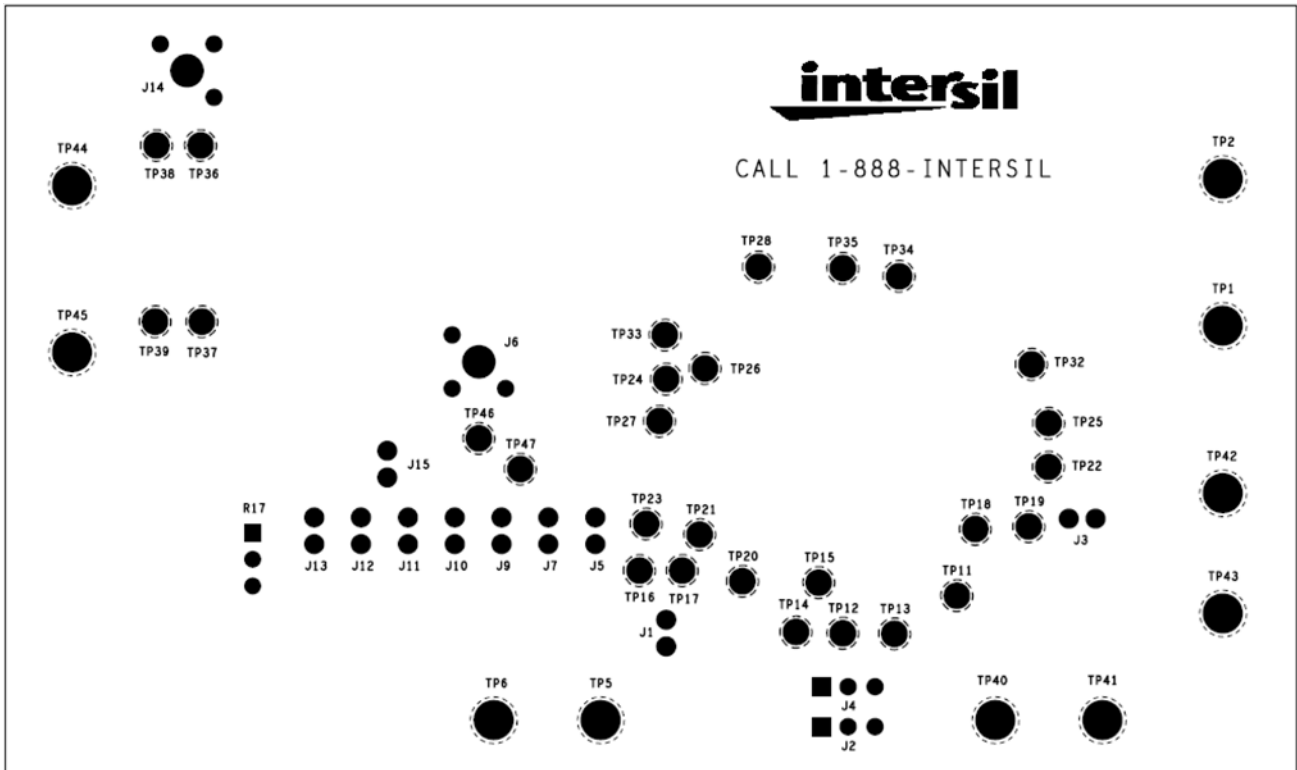 J14
intersil
TP44
TP38
TP36
CALL 1-888-INTERSIL
TP2
TP28
TP35
TP34
TP45
TP39
TP37
TP1
J6
TP33
TP24
TP26
TP27
TP32
TP25
TP22
TP46
TP47
J15
TP42
R17
J13
J12
J11
J10
J9
J7
J5
TP23
TP21
TP16
TP17
TP20
TP15
TP18
TP19
J3
TP11
J1
TP14
TP12
TP13
TP43
TP6
TP5
J4
J2
TP40
TP41